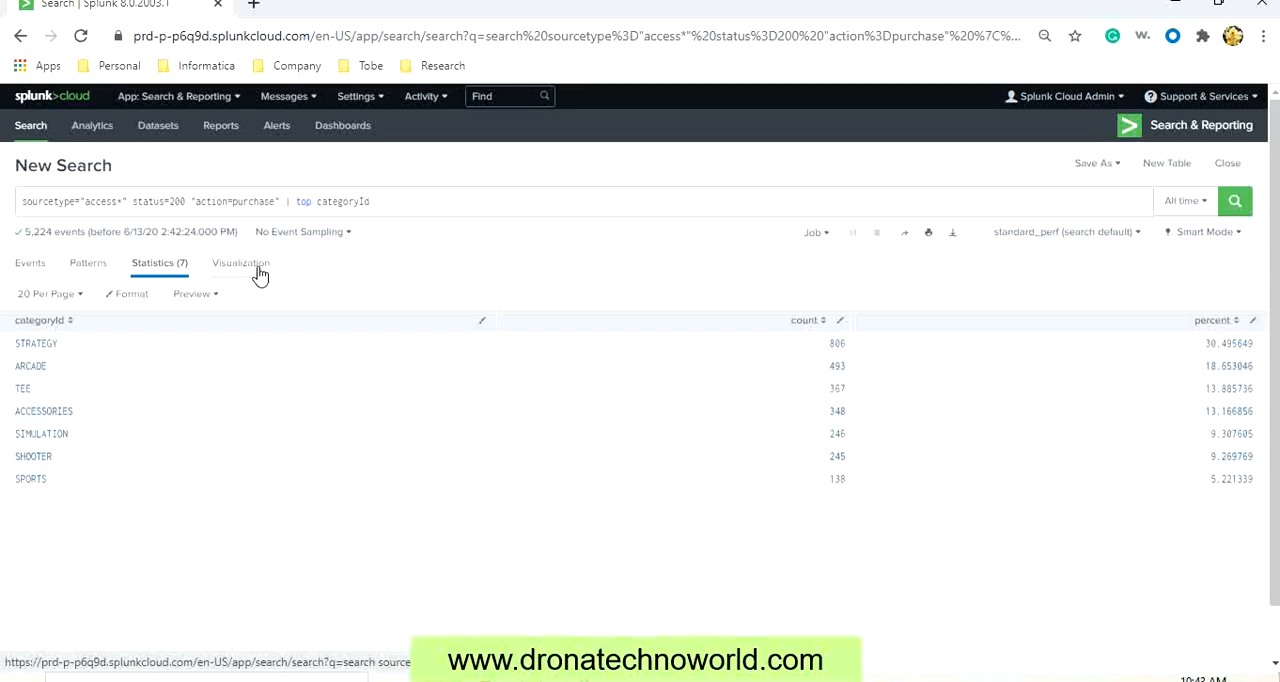 Search | Splunk 8.0.2003.1
prd-p-p6q9d.splunkcloud.com/en-US/app/search/search?q=search%20sourcetype%3D"access*"%20status%3D200%20"action%3Dpurchase"%20%7C%...
Apps Personal Informatica Company Tobe Research
splunk>cloud App: Search & Reporting Messages Settings Activity Find Splunk Cloud Admin Support & Services
Search Analytics Datasets Reports Alerts Dashboards Search & Reporting
New Search Save As New Table Close
sourcetype="access*" status=200 "action=purchase" | top categoryId All time
5,224 events (before 6/13/20 2:42:24.000 PM) No Event Sampling Job standard_perf (search default) Smart Mode
Events Patterns Statistics (7) Visualization
20 Per Page Format Preview
categoryId count percent
STRATEGY 806 30.495649
ARCADE 493 18.653046
TEE 367 13.885736
ACCESSORIES 348 13.166856
SIMULATION 246 9.307605
SHOOTER 245 9.269769
SPORTS 138 5.221339
https://prd-p-p6q9d.splunkcloud.com/en-US/app/search/search?q=search source
www.dronatechnoworld.com
10:43 AM